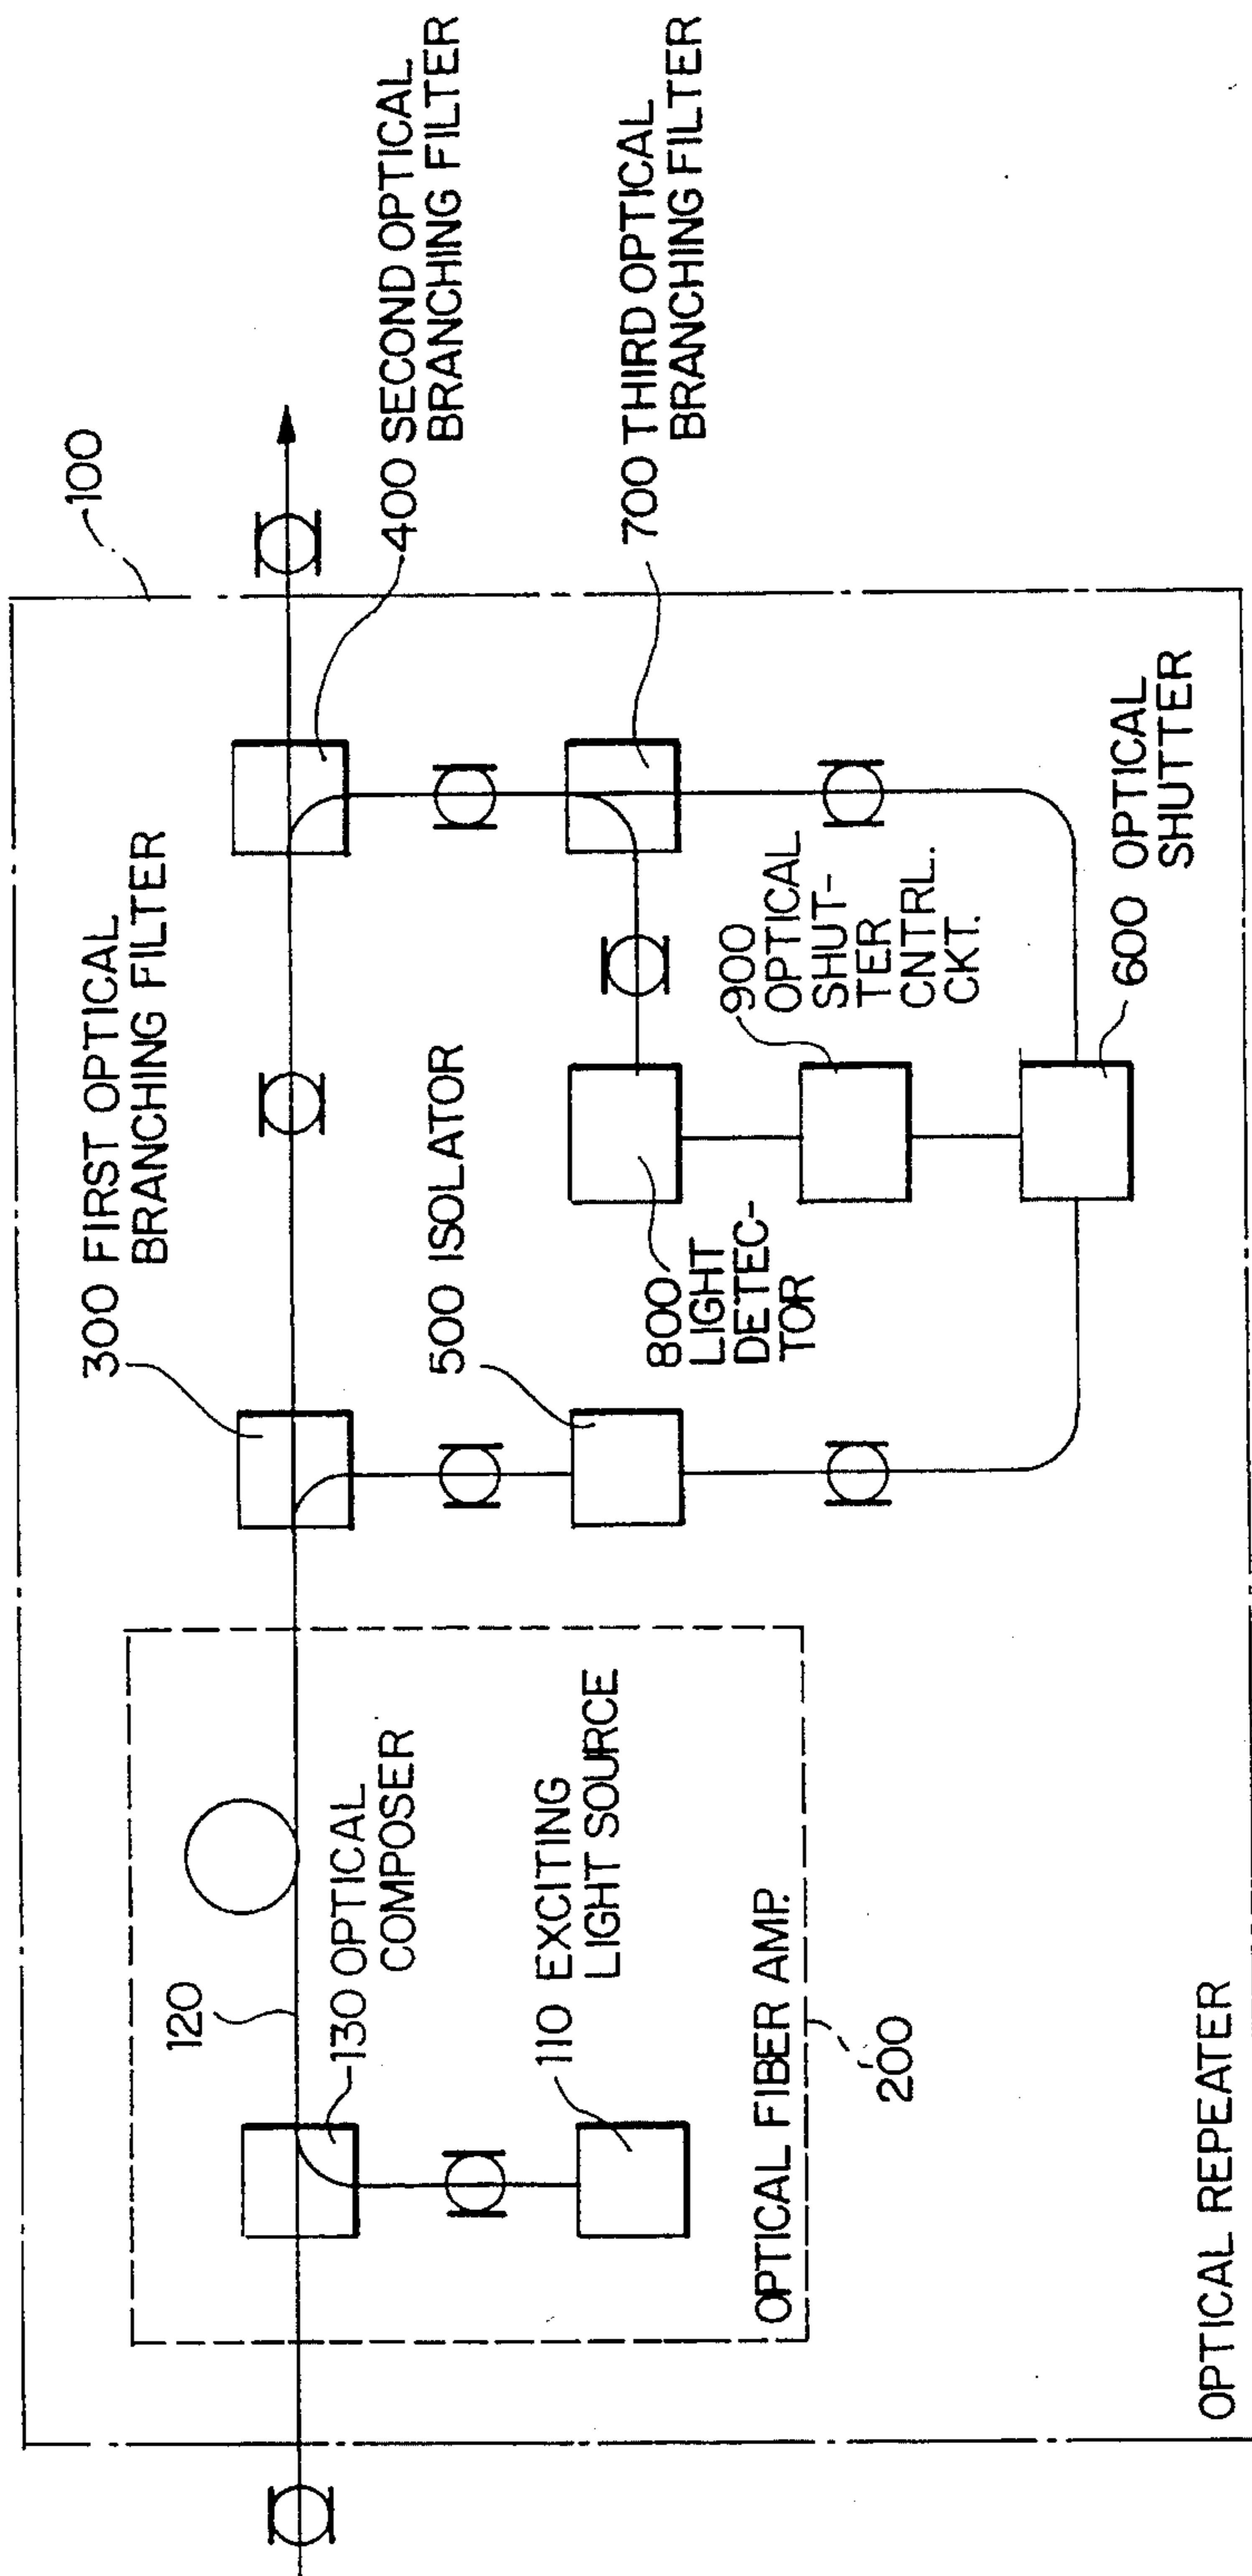 100
300 FIRST OPTICAL
BRANCHING FILTER
400 SECOND OPTICAL
BRANCHING FILTER
120
130 OPTICAL
COMPOSER
500 ISOLATOR
700 THIRD OPTICAL
BRANCHING FILTER
110 EXCITING
LIGHT SOURCE
800
LIGHT
DETEC-
TOR
900
OPTICAL
SHUT-
TER
CNTRL.
CKT.
OPTICAL FIBER AMP.
200
600 OPTICAL
SHUTTER
OPTICAL REPEATER